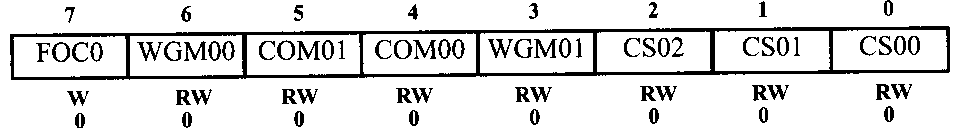 7 6 5 4 3 2 1 0
FOC0 WGM00 COM01 COM00 WGM01 CS02 CS01 CS00
W RW RW RW RW RW RW RW
0 0 0 0 0 0 0 0